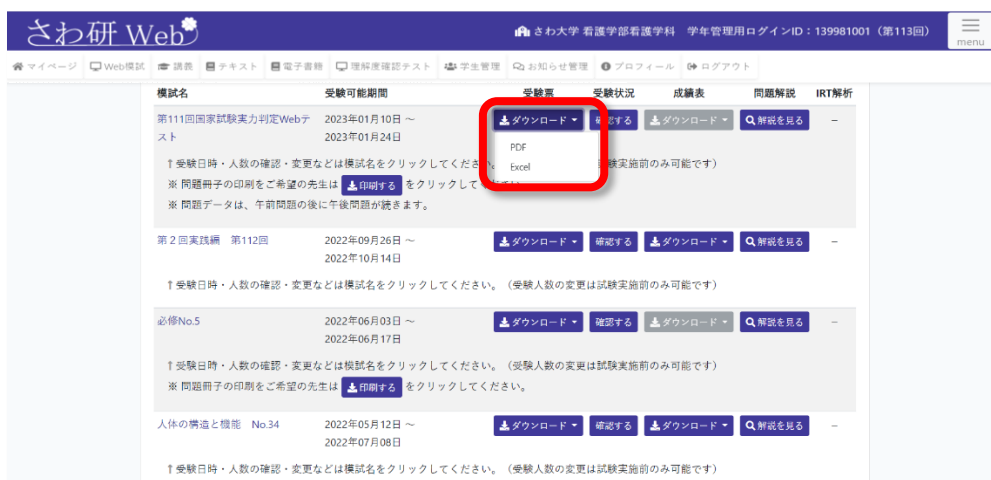 さわ研 Web
さわ大学 看護学部看護学科 学年管理用ログインID:139981001(第113回)
menu
マイページ Web模試 講義 テキスト 電子書籍 理解度確認テスト 学生管理 お知らせ管理 プロフィール ログアウト
模試名 受験可能期間 受験票 受験状況 成績表 問題解説 IRT解析
第111回国家試験実力判定Webテ 2023年01月10日 ~ ダウンロード 確認する ダウンロード 解説を見る –
スト 2023年01月24日
PDF
Excel
↑受験日時・人数の確認・変更などは模試名をクリックしてください 試験実施前のみ可能です)
※ 問題冊子の印刷をご希望の先生は 印刷する をクリックして
※ 問題データは、午前問題の後に午後問題が続きます。
第2回実践編 第112回 2022年09月26日 ~ ダウンロード 確認する ダウンロード 解説を見る –
2022年10月14日
↑受験日時・人数の確認・変更などは模試名をクリックしてください。(受験人数の変更は試験実施前のみ可能です)
必修No.5 2022年06月03日 ~ ダウンロード 確認する ダウンロード 解説を見る –
2022年06月17日
↑受験日時・人数の確認・変更などは模試名をクリックしてください。(受験人数の変更は試験実施前のみ可能です)
※ 問題冊子の印刷をご希望の先生は 印刷する をクリックしてください。
人体の構造と機能 No.34 2022年05月12日 ~ ダウンロード 確認する ダウンロード 解説を見る –
2022年07月08日
↑受験日時・人数の確認・変更などは模試名をクリックしてください。(受験人数の変更は試験実施前のみ可能です)